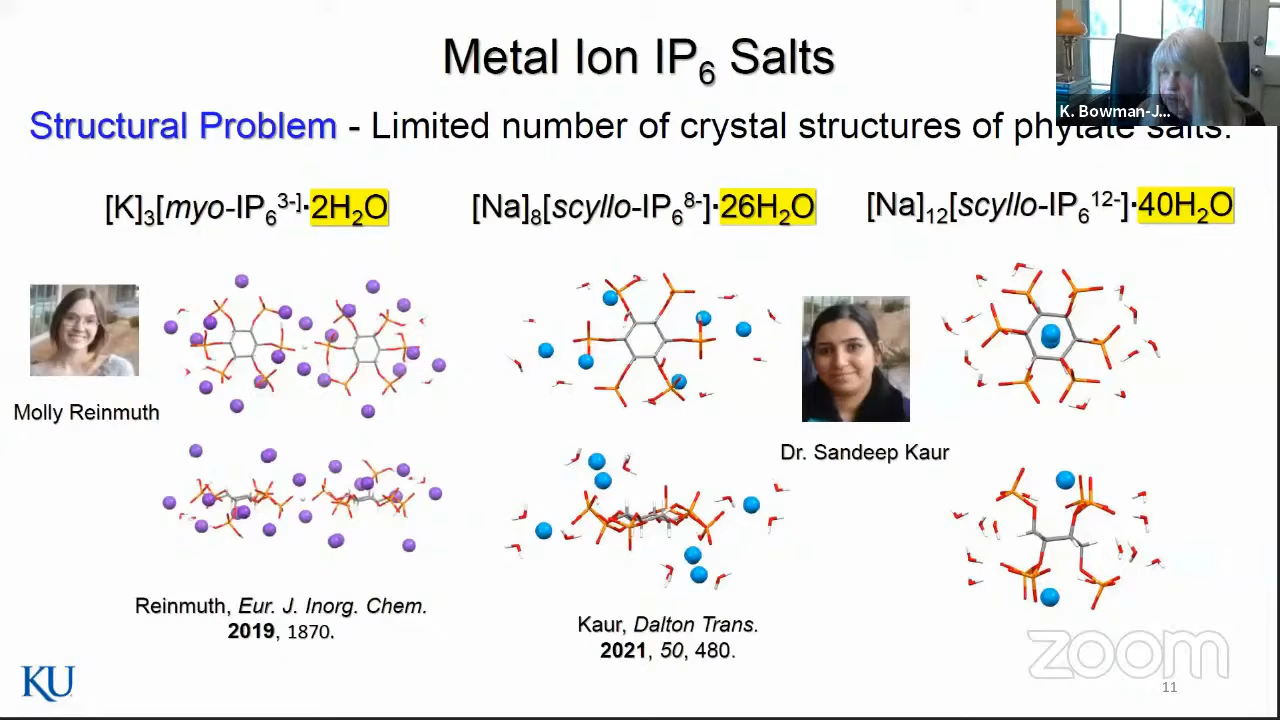 Metal Ion IP6 Salts
K. Bowman-J...
Structural Problem - Limited number of crystal structures of phytate salts.
[K]3[myo-IP6 3-]·2H2O
[Na]8[scyllo-IP6 8-]·26H2O
[Na]12[scyllo-IP6 12-]·40H2O
Molly Reinmuth
Dr. Sandeep Kaur
Reinmuth, Eur. J. Inorg. Chem.
2019, 1870.
Kaur, Dalton Trans.
2021, 50, 480.
KU
zoom
11